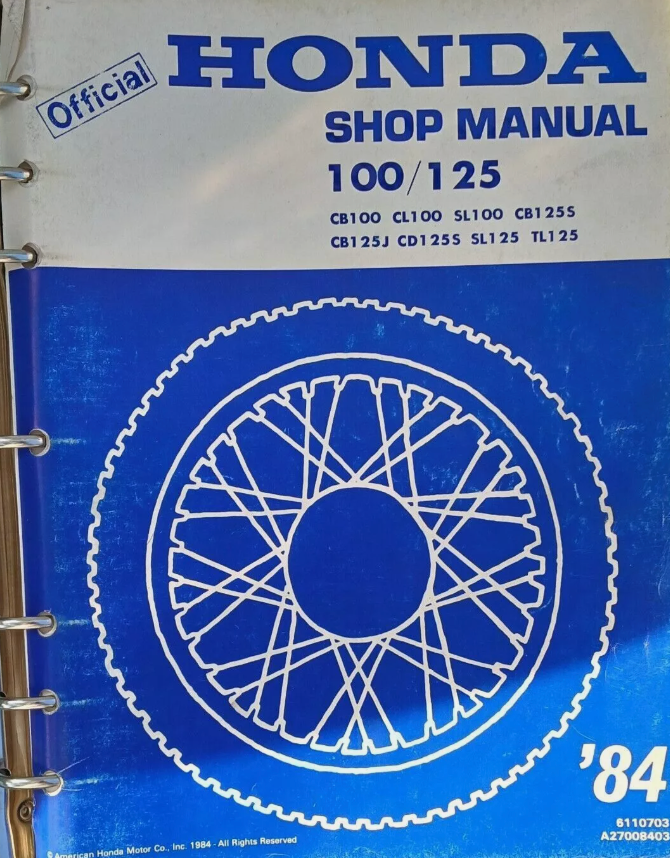 Official
HONDA
SHOP MANUAL
100/125
CB100 CL100 SL100 CB125S
CB125J CD125S SL125 TL125
'84
6110703
A27008403
© American Honda Motor Co., Inc. 1984 - All Rights Reserved